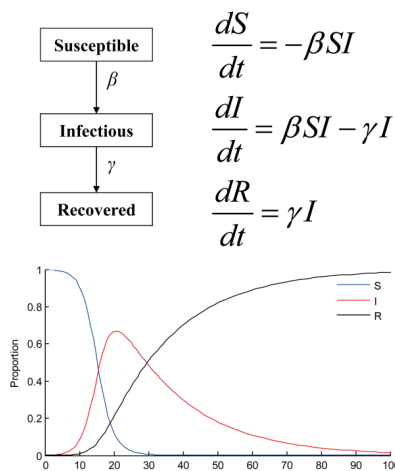 Susceptible
β
Infectious
γ
Recovered
dS/dt = −βSI
dI/dt = βSI − γI
dR/dt = γI
1
0.8
0.6
0.4
0.2
0
Proportion
S
I
R
0 10 20 30 40 50 60 70 80 90 100